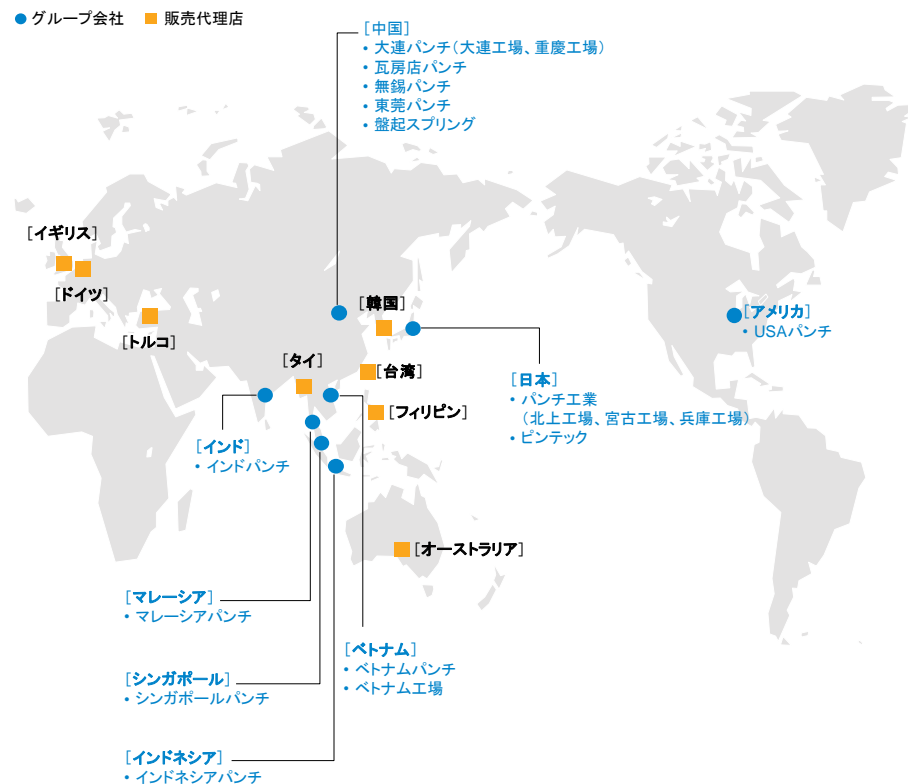 グループ会社 販売代理店
[中国]
・大連パンチ（大連工場、重慶工場）
・瓦房店パンチ
・無錫パンチ
・東莞パンチ
・盤起スプリング
[イギリス]
[ドイツ]
[トルコ]
[韓国]
[アメリカ]
・USAパンチ
[タイ]
[台湾]
[日本]
・パンチ工業
（北上工場、宮古工場、兵庫工場）
・ピンテック
[フィリピン]
[インド]
・インドパンチ
[オーストラリア]
[マレーシア]
・マレーシアパンチ
[ベトナム]
・ベトナムパンチ
・ベトナム工場
[シンガポール]
・シンガポールパンチ
[インドネシア]
・インドネシアパンチ